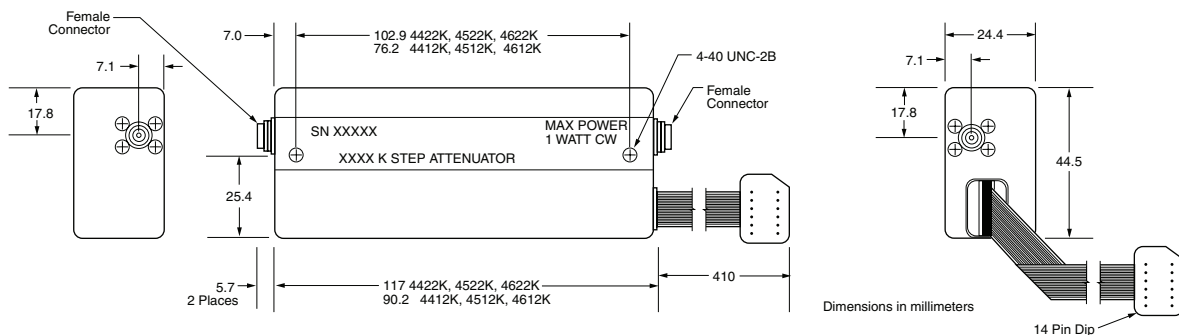 Female
Connector
7.0
102.9 4422K, 4522K, 4622K
76.2 4412K, 4512K, 4612K
4-40 UNC-2B
24.4
7.1
7.1
Female
Connector
17.8
17.8
SN XXXXX
MAX POWER
1 WATT CW
XXXX K STEP ATTENUATOR
44.5
25.4
5.7
2 Places
117 4422K, 4522K, 4622K
90.2 4412K, 4512K, 4612K
410
Dimensions in millimeters
14 Pin Dip